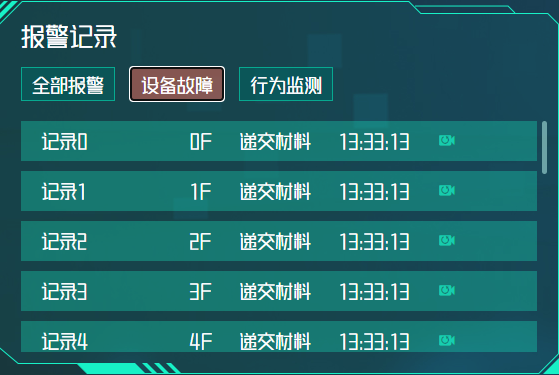 报警记录
全部报警 设备故障 行为监测
记录0 0F 递交材料 13:33:13
记录1 1F 递交材料 13:33:13
记录2 2F 递交材料 13:33:13
记录3 3F 递交材料 13:33:13
记录4 4F 递交材料 13:33:13